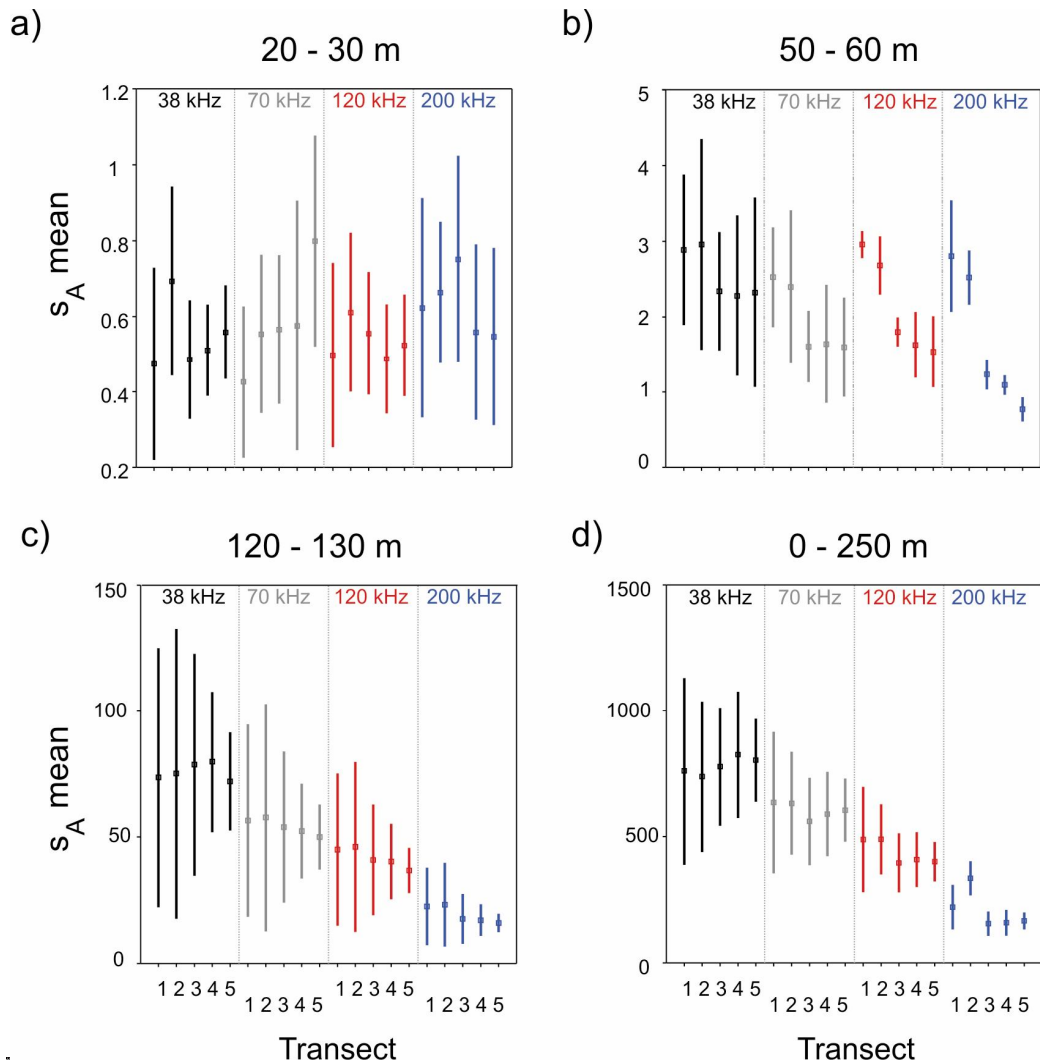 a)
20 - 30 m
38 kHz 70 kHz 120 kHz 200 kHz
1.2
1
0.8
0.6
0.4
0.2
s_A mean
b)
50 - 60 m
38 kHz 70 kHz 120 kHz 200 kHz
5
4
3
2
1
0
c)
120 - 130 m
38 kHz 70 kHz 120 kHz 200 kHz
150
100
50
0
s_A mean
1 2 3 4 5 1 2 3 4 5 1 2 3 4 5 1 2 3 4 5
Transect
d)
0 - 250 m
38 kHz 70 kHz 120 kHz 200 kHz
1500
1000
500
0
1 2 3 4 5 1 2 3 4 5 1 2 3 4 5 1 2 3 4 5
Transect